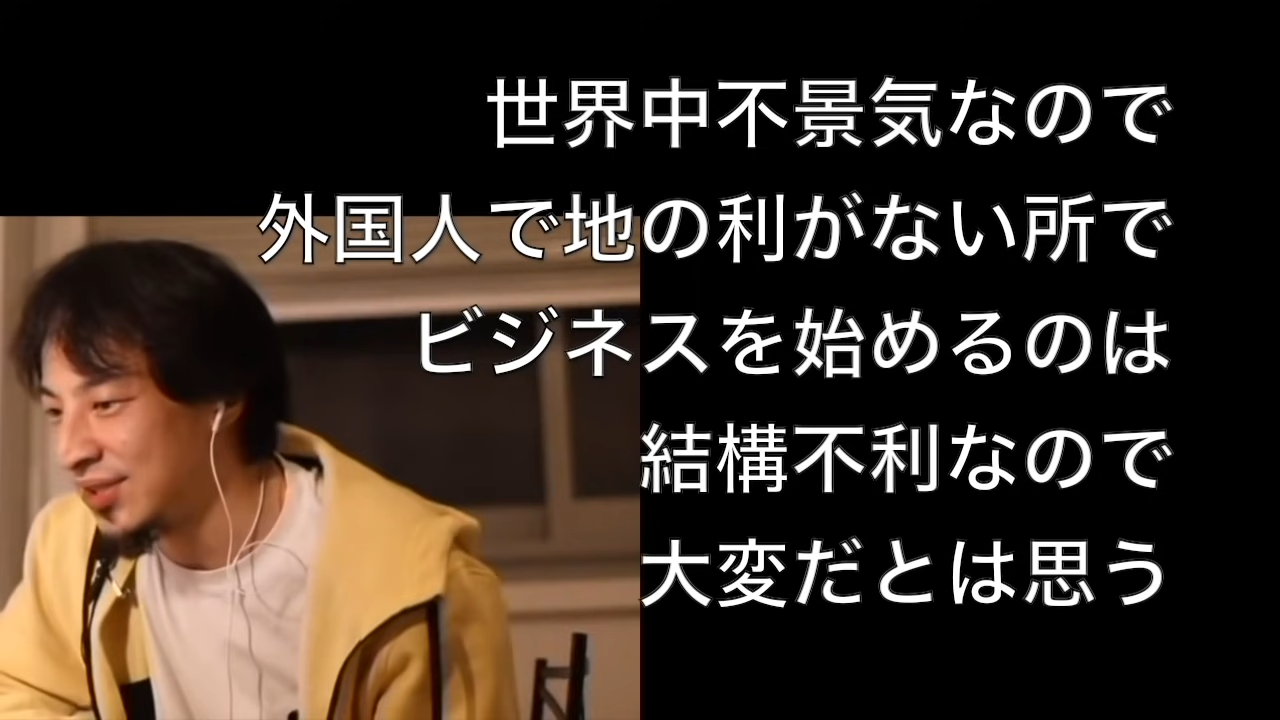 世界中不景気なので
外国人で地の利がない所で
ビジネスを始めるのは
結構不利なので
大変だとは思う